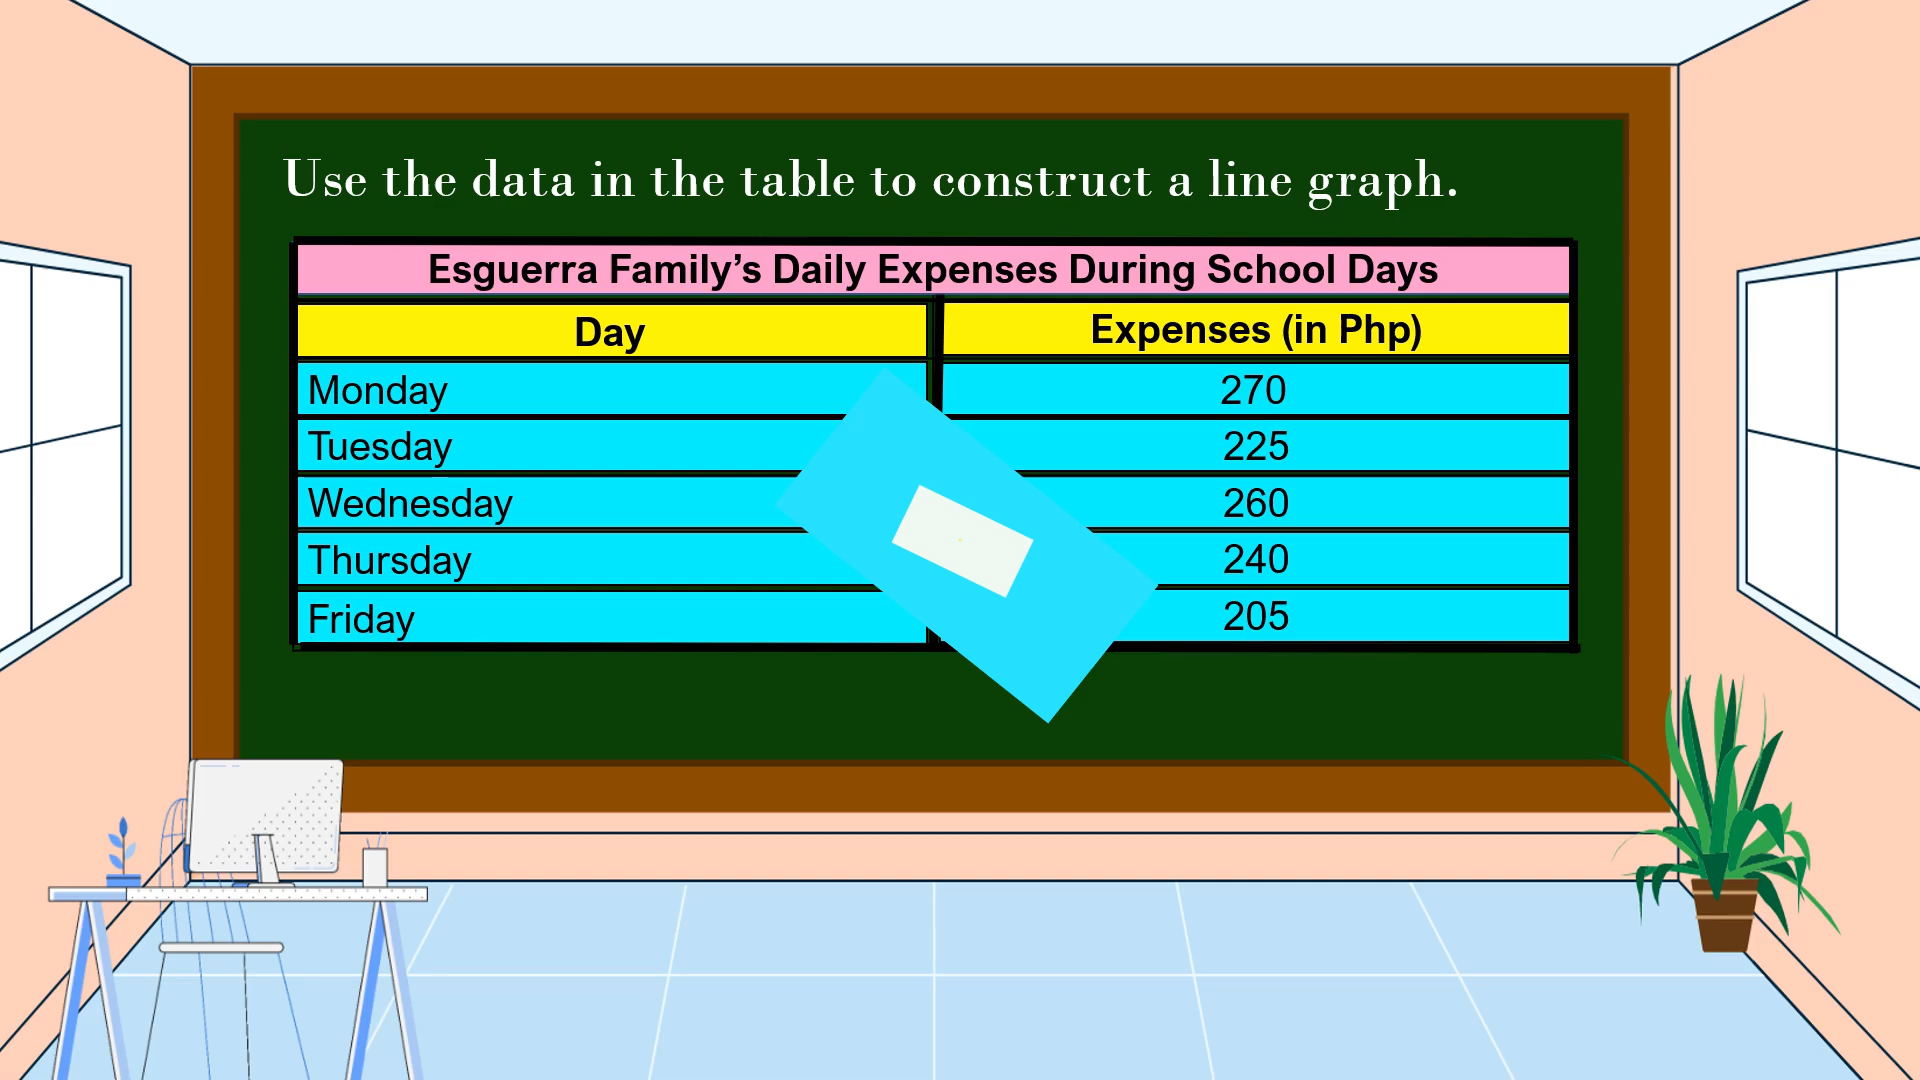 Use the data in the table to construct a line graph.
Esguerra Family’s Daily Expenses During School Days
Day Expenses (in Php)
Monday 270
Tuesday 225
Wednesday 260
Thursday 240
Friday 205